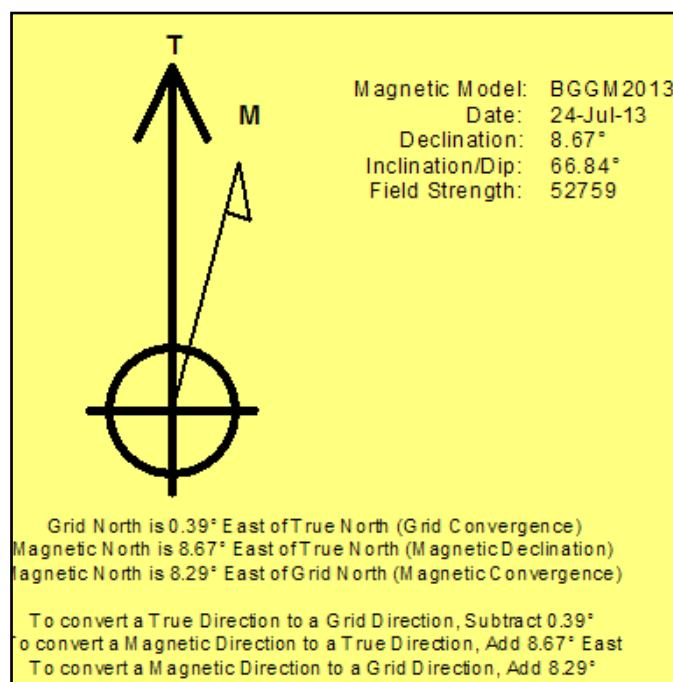 T
M
Magnetic Model: BGGM2013
Date: 24-Jul-13
Declination: 8.67°
Inclination/Dip: 66.84°
Field Strength: 52759
Grid North is 0.39° East of True North (Grid Convergence)
Magnetic North is 8.67° East of True North (Magnetic Declination)
Magnetic North is 8.29° East of Grid North (Magnetic Convergence)
To convert a True Direction to a Grid Direction, Subtract 0.39°
To convert a Magnetic Direction to a True Direction, Add 8.67° East
To convert a Magnetic Direction to a Grid Direction, Add 8.29°